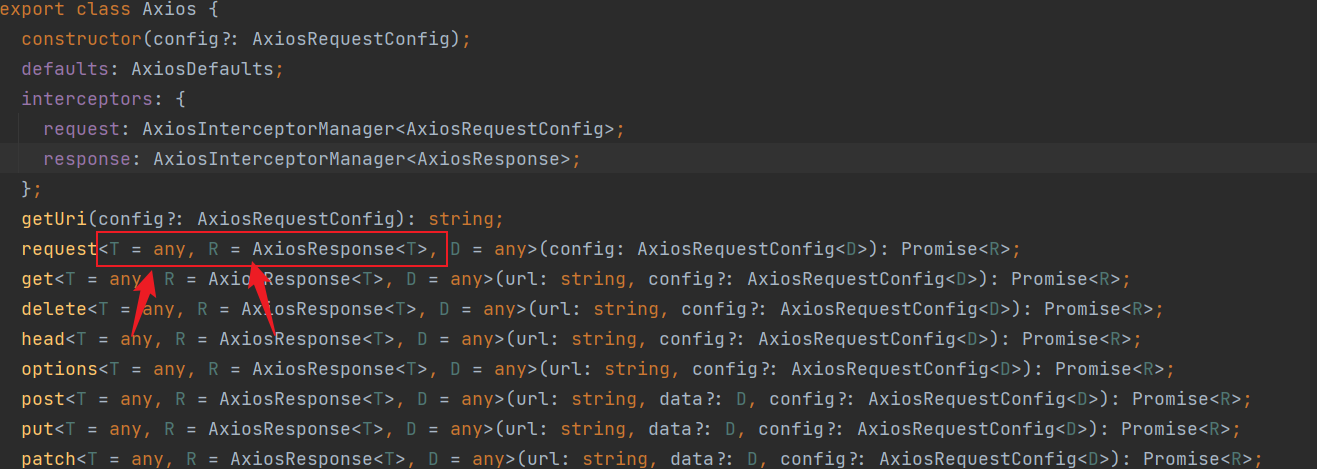 export class Axios {
constructor(config?: AxiosRequestConfig);
defaults: AxiosDefaults;
interceptors: {
request: AxiosInterceptorManager<AxiosRequestConfig>;
response: AxiosInterceptorManager<AxiosResponse>;
};
getUri(config?: AxiosRequestConfig): string;
request<T = any, R = AxiosResponse<T>, D = any>(config: AxiosRequestConfig<D>): Promise<R>;
get<T = any, R = AxiosResponse<T>, D = any>(url: string, config?: AxiosRequestConfig<D>): Promise<R>;
delete<T = any, R = AxiosResponse<T>, D = any>(url: string, config?: AxiosRequestConfig<D>): Promise<R>;
head<T = any, R = AxiosResponse<T>, D = any>(url: string, config?: AxiosRequestConfig<D>): Promise<R>;
options<T = any, R = AxiosResponse<T>, D = any>(url: string, config?: AxiosRequestConfig<D>): Promise<R>;
post<T = any, R = AxiosResponse<T>, D = any>(url: string, data?: D, config?: AxiosRequestConfig<D>): Promise<R>;
put<T = any, R = AxiosResponse<T>, D = any>(url: string, data?: D, config?: AxiosRequestConfig<D>): Promise<R>;
patch<T = any, R = AxiosResponse<T>, D = any>(url: string, data?: D, config?: AxiosRequestConfig<D>): Promise<R>;